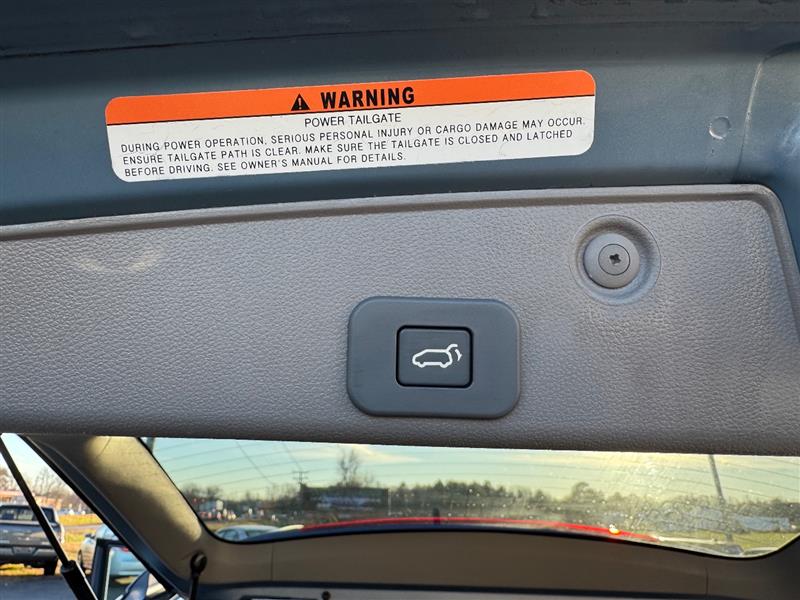 WARNING
POWER TAILGATE
DURING POWER OPERATION, SERIOUS PERSONAL INJURY OR CARGO DAMAGE MAY OCCUR.
ENSURE TAILGATE PATH IS CLEAR. MAKE SURE THE TAILGATE IS CLOSED AND LATCHED
BEFORE DRIVING. SEE OWNER'S MANUAL FOR DETAILS.